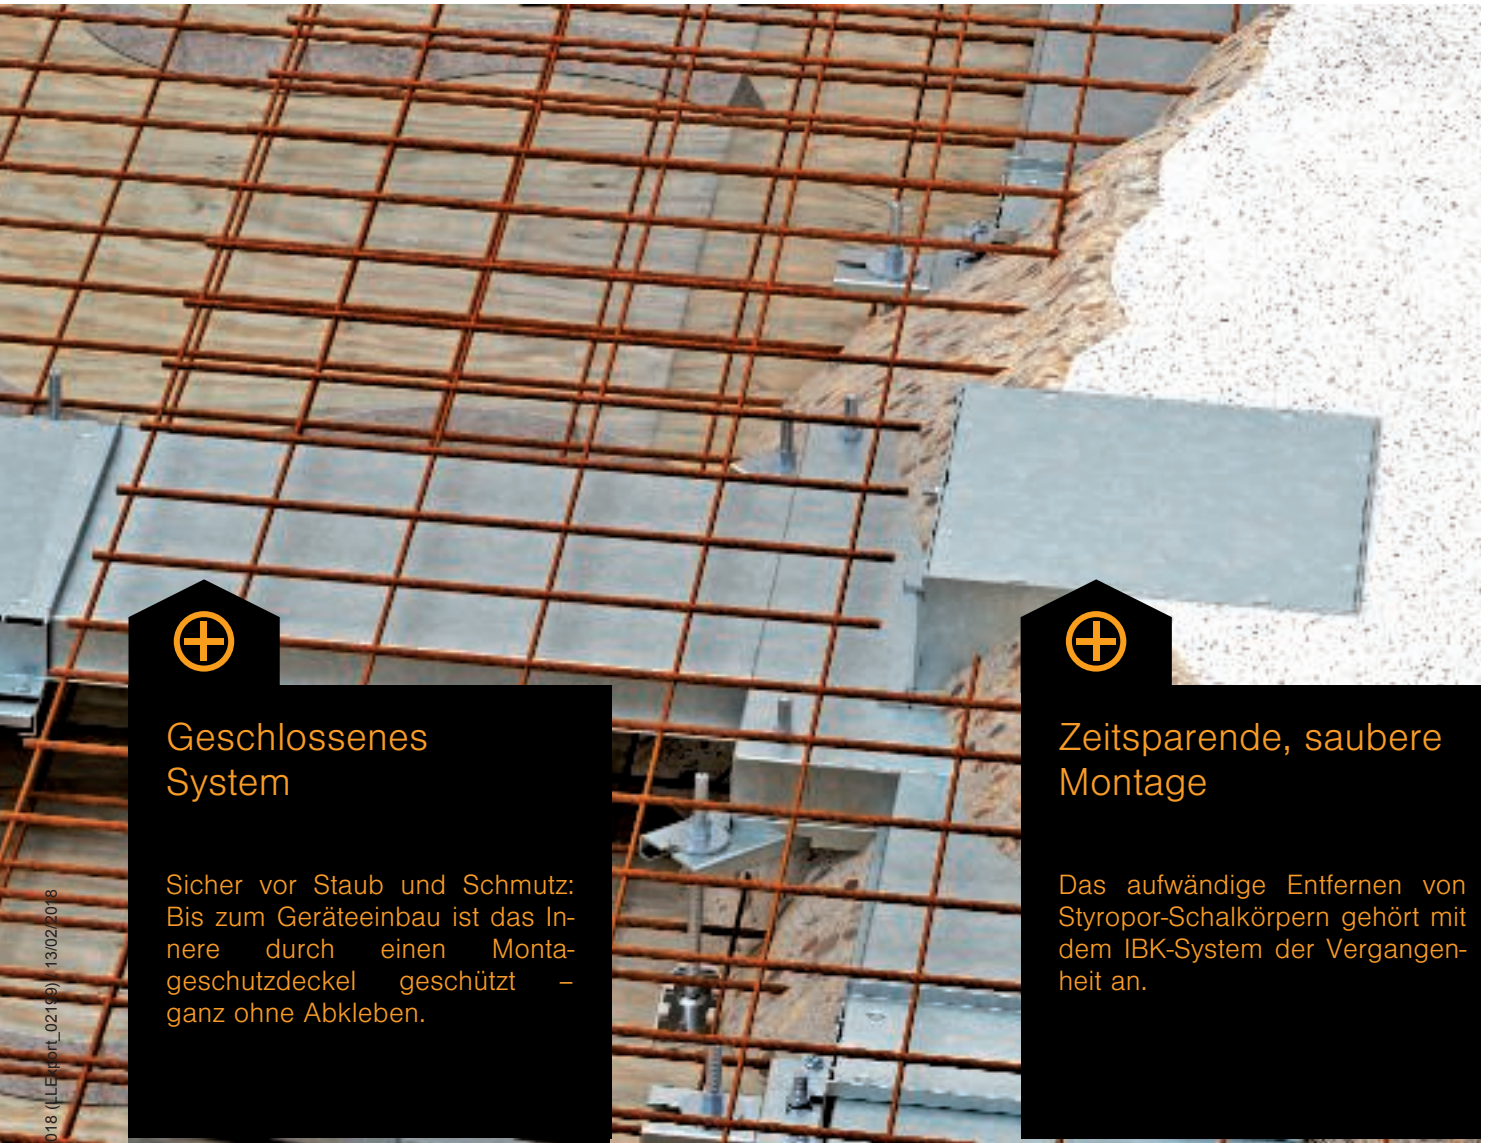 Geschlossenes
System
Sicher vor Staub und Schmutz:
Bis zum Geräteeinbau ist das In-
nere durch einen Monta-
geschutzdeckel geschützt –
ganz ohne Abkleben.
Zeitsparende, saubere
Montage
Das aufwändige Entfernen von
Styropor-Schalkörpern gehört mit
dem IBK-System der Vergangen-
heit an.
018 (LLExport_02199) 13/02/2018